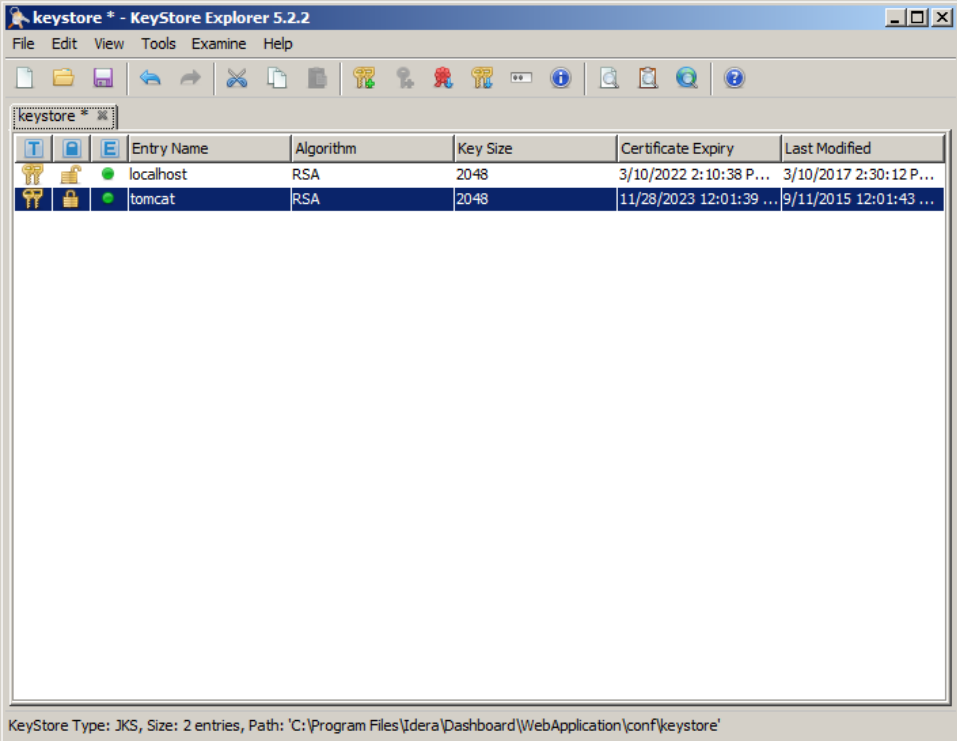 keystore * - KeyStore Explorer 5.2.2
File Edit View Tools Examine Help
keystore *
T E Entry Name Algorithm Key Size Certificate Expiry Last Modified
localhost RSA 2048 3/10/2022 2:10:38 P... 3/10/2017 2:30:12 P...
tomcat RSA 2048 11/28/2023 12:01:39 ... 9/11/2015 12:01:43 ...
KeyStore Type: JKS, Size: 2 entries, Path: 'C:\Program Files\Idera\Dashboard\WebApplication\conf\keystore'